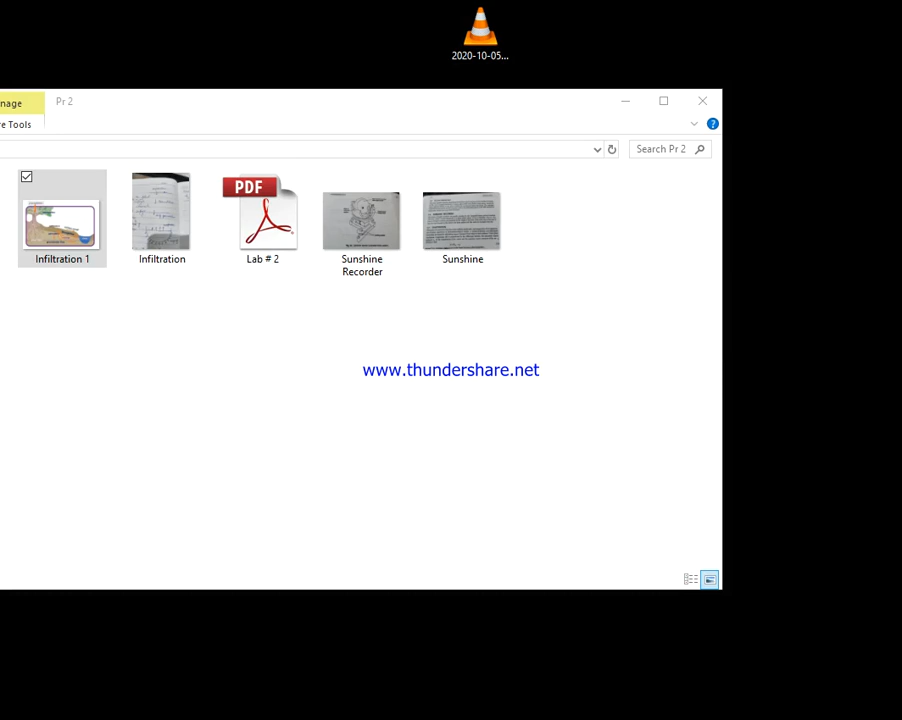 2020-10-05...
nage
Pr 2
re Tools
Search Pr 2
PDF
Infiltration 1
Infiltration
Lab # 2
Sunshine
Recorder
Sunshine
www.thundershare.net